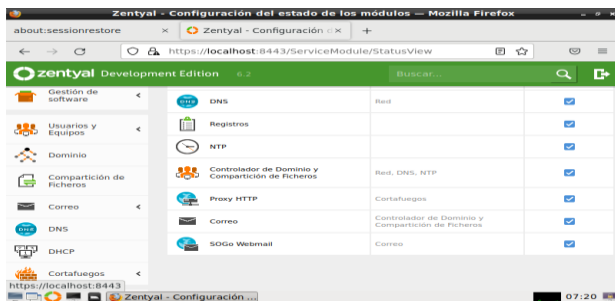 Zentyal - Configuración del estado de los módulos — Mozilla Firefox
about:sessionrestore
Zentyal - Configuración d
https://localhost:8443/ServiceModule/StatusView
zentyal Development Edition 6.2
Buscar...
Gestión de software
Usuarios y Equipos
Dominio
Compartición de Ficheros
Correo
DNS
DHCP
Cortafuegos
DNS Red
Registros
NTP
Controlador de Dominio y Compartición de Ficheros Red, DNS, NTP
Proxy HTTP Cortafuegos
Correo Controlador de Dominio y Compartición de Ficheros
SOGo Webmail Correo
https://localhost:8443
Zentyal - Configuración ...
07:20